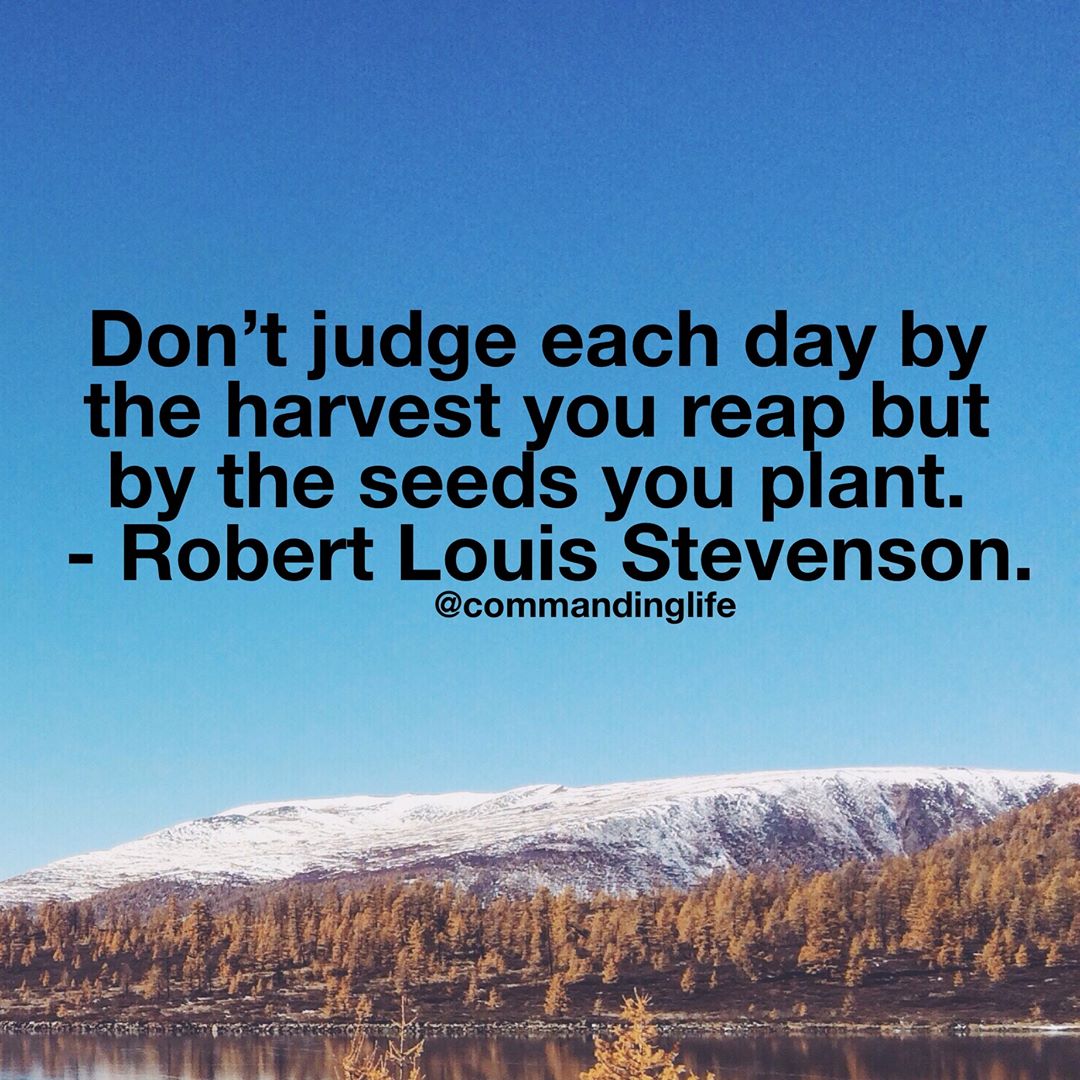 Don’t judge each day by
the harvest you reap but
by the seeds you plant.
- Robert Louis Stevenson.
@commandinglife